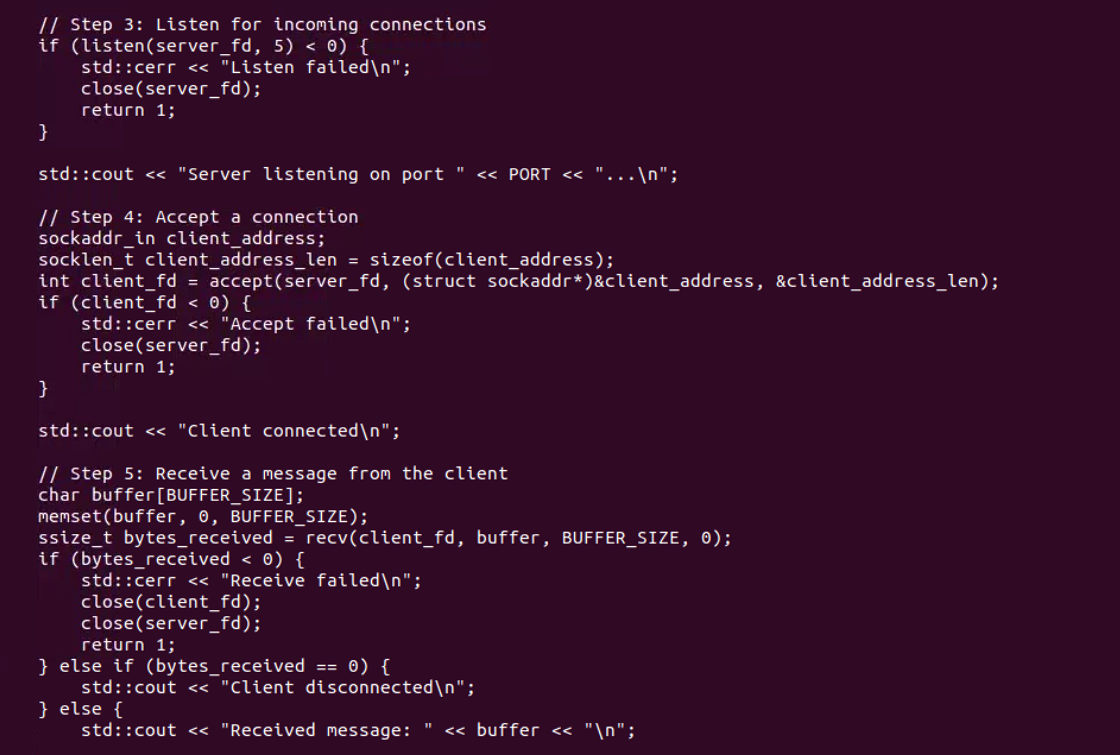 // Step 3: Listen for incoming connections
if (listen(server_fd, 5) < 0) {
    std::cerr << "Listen failed\n";
    close(server_fd);
    return 1;
}

std::cout << "Server listening on port " << PORT << "...\n";

// Step 4: Accept a connection
sockaddr_in client_address;
socklen_t client_address_len = sizeof(client_address);
int client_fd = accept(server_fd, (struct sockaddr*)&client_address, &client_address_len);
if (client_fd < 0) {
    std::cerr << "Accept failed\n";
    close(server_fd);
    return 1;
}

std::cout << "Client connected\n";

// Step 5: Receive a message from the client
char buffer[BUFFER_SIZE];
memset(buffer, 0, BUFFER_SIZE);
ssize_t bytes_received = recv(client_fd, buffer, BUFFER_SIZE, 0);
if (bytes_received < 0) {
    std::cerr << "Receive failed\n";
    close(client_fd);
    close(server_fd);
    return 1;
} else if (bytes_received == 0) {
    std::cout << "Client disconnected\n";
} else {
    std::cout << "Received message: " << buffer << "\n";